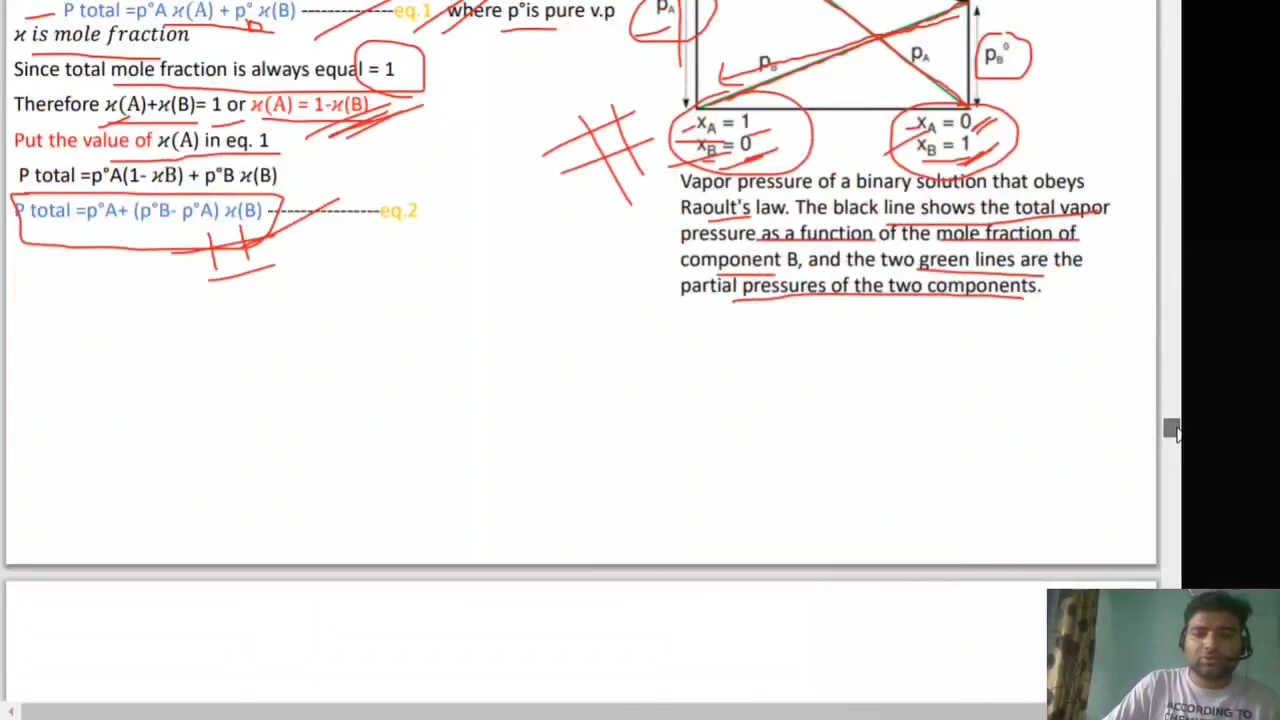 P total =p°A ϰ(A) + p° ϰ(B) ---------------eq.1 where p°is pure v.p
ϰ is mole fraction
Since total mole fraction is always equal = 1
Therefore ϰ(A)+ϰ(B)= 1 or ϰ(A) = 1-ϰ(B)
Put the value of ϰ(A) in eq. 1
P total =p°A(1- ϰB) + p°B ϰ(B)
P total =p°A+ (p°B- p°A) ϰ(B) ------------------eq.2
pA
pB
pA
pB°
xA = 1
xB = 0
xA = 0
xB = 1
Vapor pressure of a binary solution that obeys
Raoult's law. The black line shows the total vapor
pressure as a function of the mole fraction of
component B, and the two green lines are the
partial pressures of the two components.
ACCORDING TO